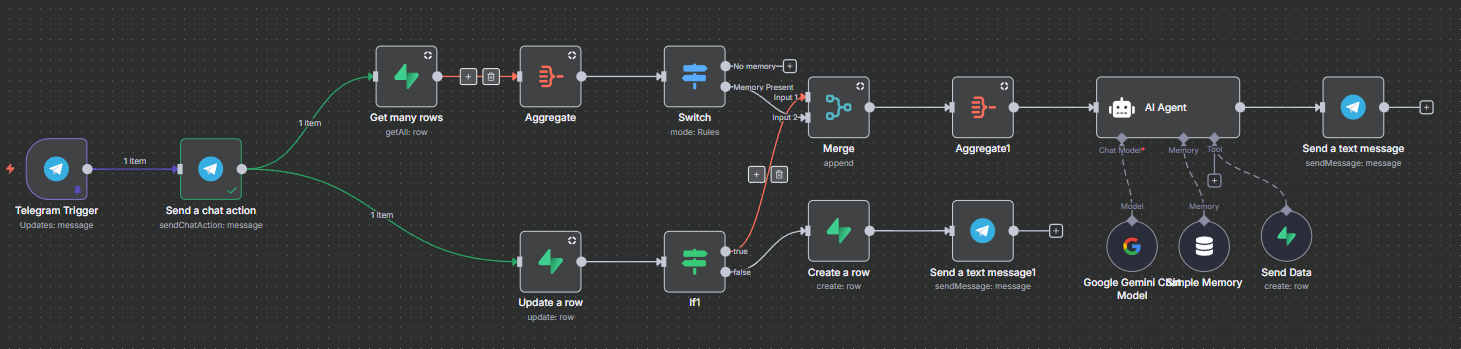 No memory
Memory Present
Input 1
Input 2
Get many rows
getAll: row
Aggregate
Switch
mode: Rules
Merge
append
Aggregate1
AI Agent
Chat Model*
Memory
Tool
Send a text message
sendMessage: message
1 item
1 item
Telegram Trigger
Updates: message
Send a chat action
sendChatAction: message
1 item
Update a row
update: row
true
false
If1
Create a row
create: row
Send a text message1
sendMessage: message
Model
Memory
Google Gemini Chat
Model
Simple Memory
Send Data
create: row